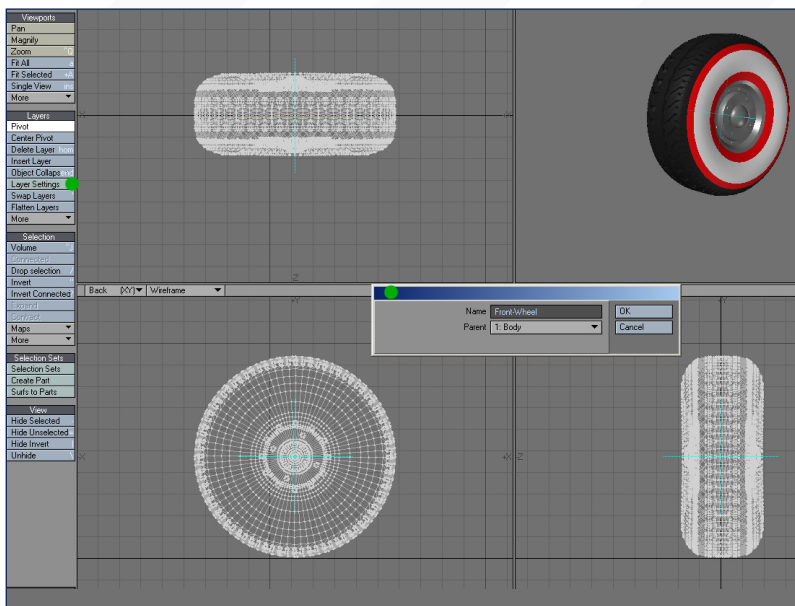 Viewports
Pan
Magnify
Zoom
Fit All a
Fit Selected +A
Single View ins
More
Layers
Pivot
Center Pivot
Delete Layer hom
Insert Layer
Object Collaps end
Layer Settings
Swap Layers
Flatten Layers
More
Selection
Volume
Connected
Drop selection /
Invert
Invert Connected
Expand
Contract
Maps
More
Selection Sets
Selection Sets
Create Part
Surfs to Parts
View
Hide Selected
Hide Unselected
Hide Invert
Unhide \
Back (XY) Wireframe
Name Front-Wheel OK
Parent 1: Body Cancel
-X
-Z
+Y
-X
+X
-Z
+Y